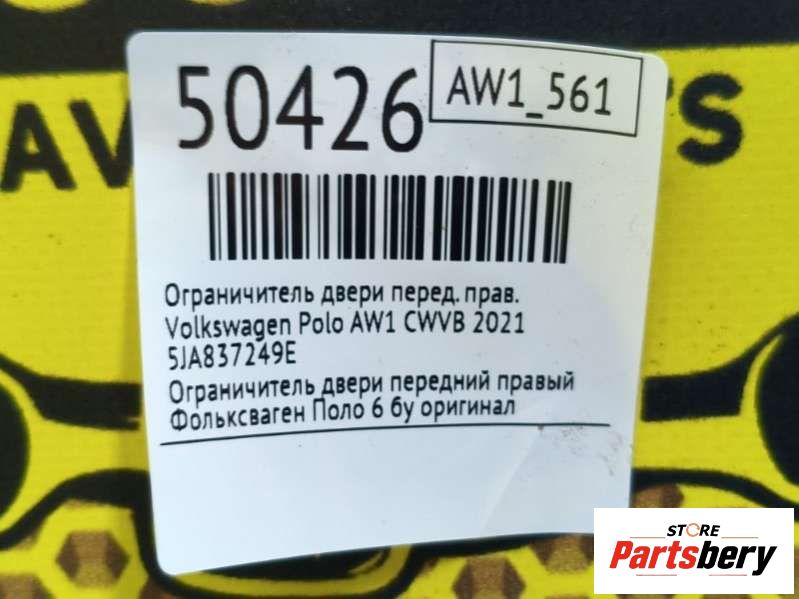 50426
AW1_561
AV
'S
Ограничитель двери перед. прав.
Volkswagen Polo AW1 CWVB 2021
5JA837249E
Ограничитель двери передний правый
Фольксваген Поло 6 бу оригинал
STORE
Partsbery